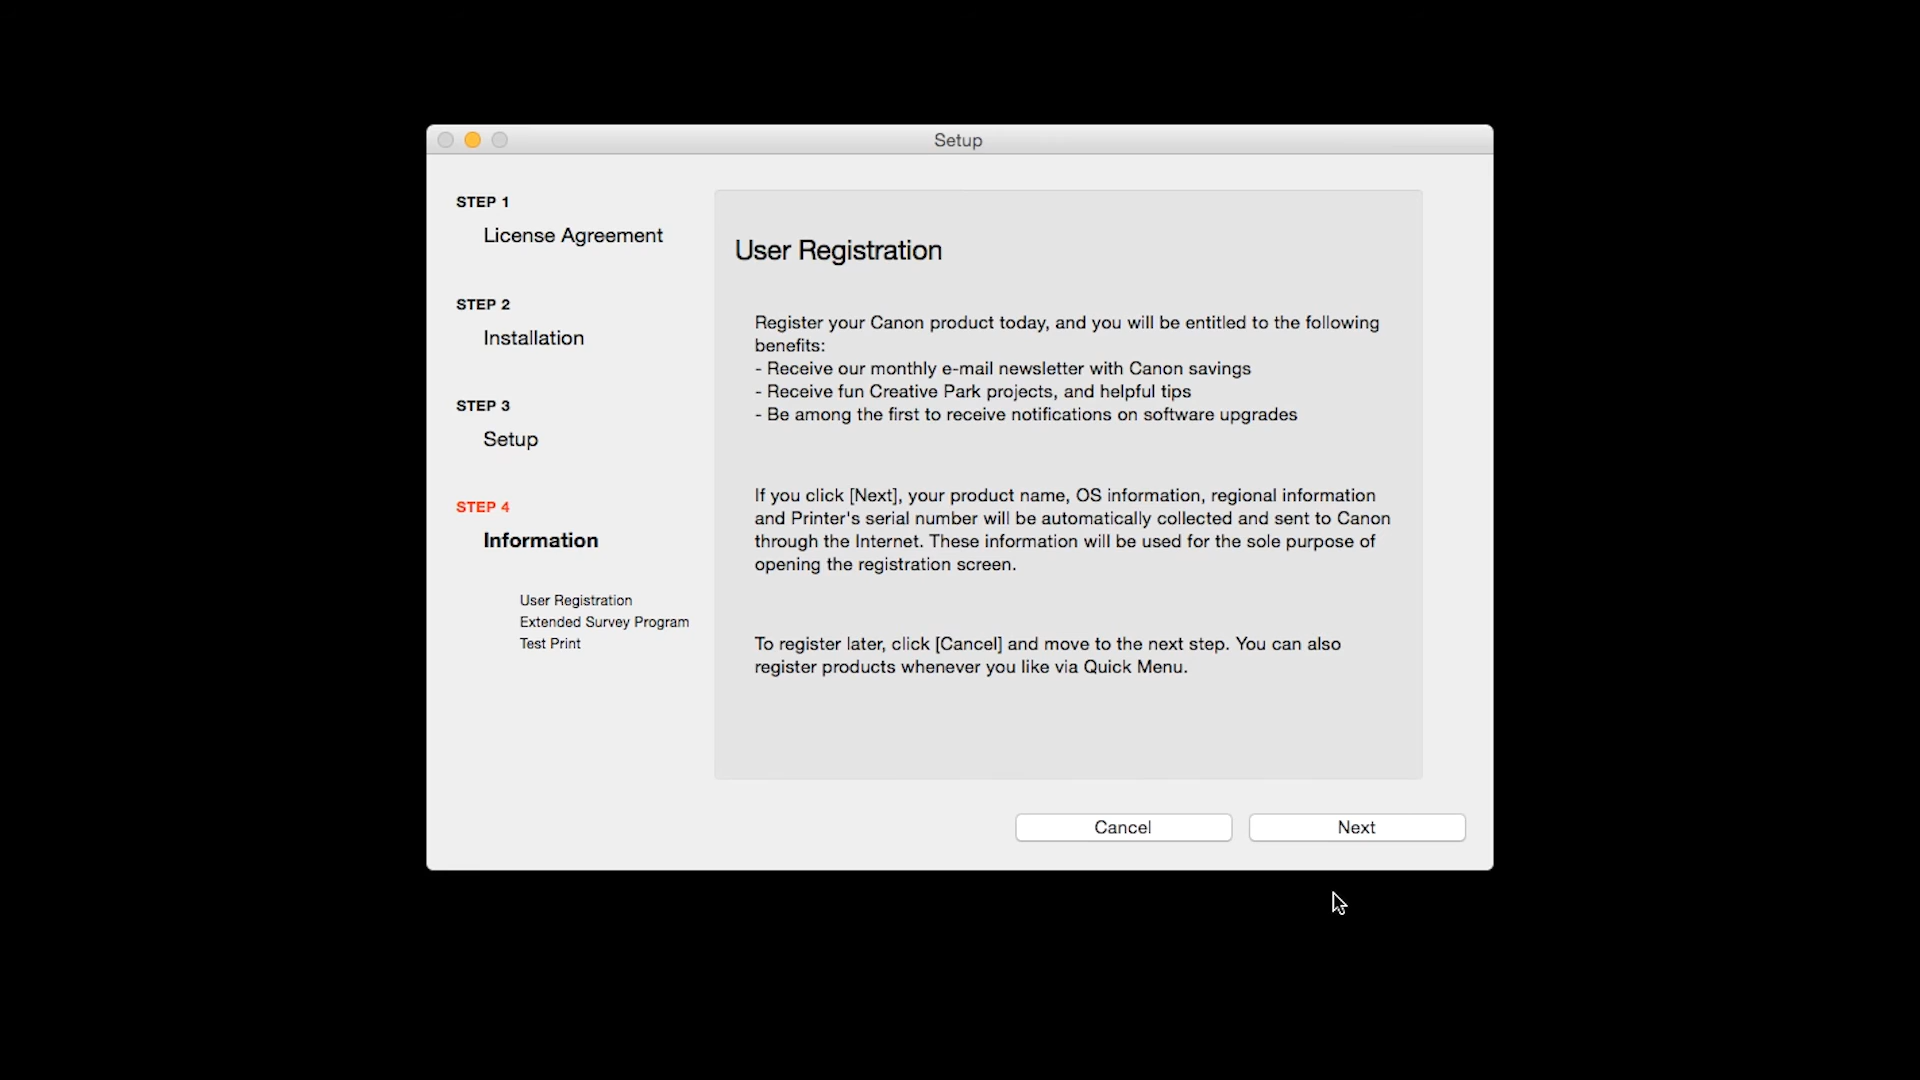 Setup
STEP 1
License Agreement
STEP 2
Installation
STEP 3
Setup
STEP 4
Information
User Registration
Extended Survey Program
Test Print
User Registration
Register your Canon product today, and you will be entitled to the following
benefits:
- Receive our monthly e-mail newsletter with Canon savings
- Receive fun Creative Park projects, and helpful tips
- Be among the first to receive notifications on software upgrades
If you click [Next], your product name, OS information, regional information
and Printer's serial number will be automatically collected and sent to Canon
through the Internet. These information will be used for the sole purpose of
opening the registration screen.
To register later, click [Cancel] and move to the next step. You can also
register products whenever you like via Quick Menu.
Cancel
Next